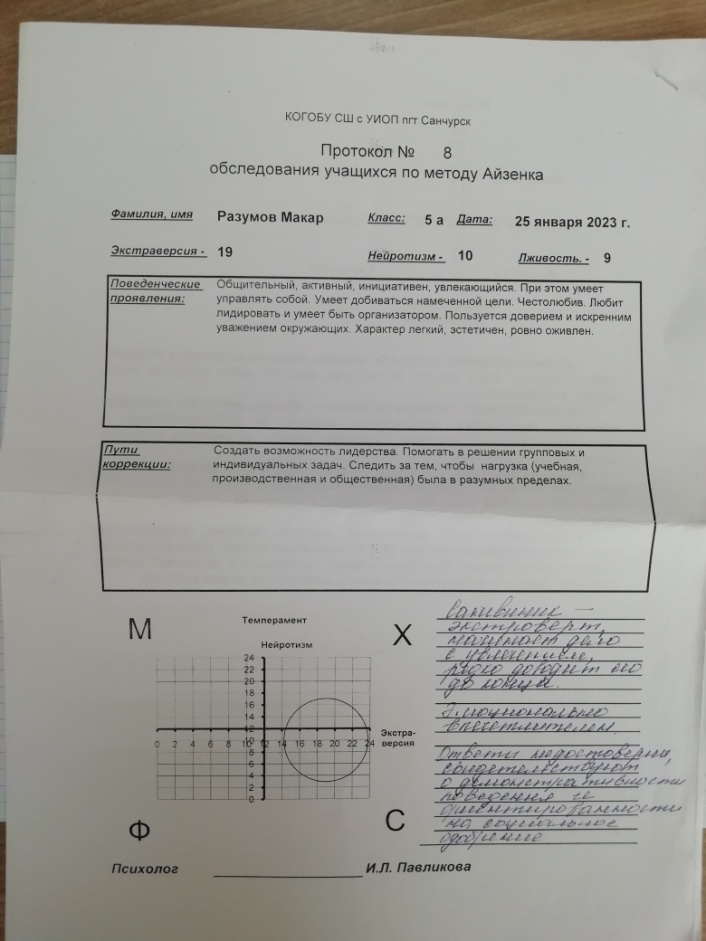 КОГОБУ СШ с УИОП пгт Санчурск
Протокол № 8
обследования учащихся по методу Айзенка
Фамилия, имя Разумов Макар Класс: 5 а Дата: 25 января 2023 г.
Экстраверсия - 19 Нейротизм - 10 Лживость. - 9
Поведенческие проявления: Общительный, активный, инициативен, увлекающийся. При этом умеет
управлять собой. Умеет добиваться намеченной цели. Честолюбив. Любит
лидировать и умеет быть организатором. Пользуется доверием и искренним
уважением окружающих. Характер легкий, эстетичен, ровно оживлен.
Пути коррекции: Создать возможность лидерства. Помогать в решении групповых и
индивидуальных задач. Следить за тем, чтобы нагрузка (учебная,
производственная и общественная) была в разумных пределах.
М
Темперамент
Х
Нейротизм
24
22
20
18
16
14
12
10
8
6
4
2
0
0 2 4 6 8 10 12 14 16 18 20 22 24
Экстра-
версия
Ф
С
Сангвиник —
экстроверт,
начинает дело
с увлечением,
редко доводит его
до конца.
Эмоционально
впечатлителен.
Ответы недостоверны,
свидетельствуют
о демонстративности
поведения и
ориентированности
на социальное
одобрение
Психолог И.Л. Павликова